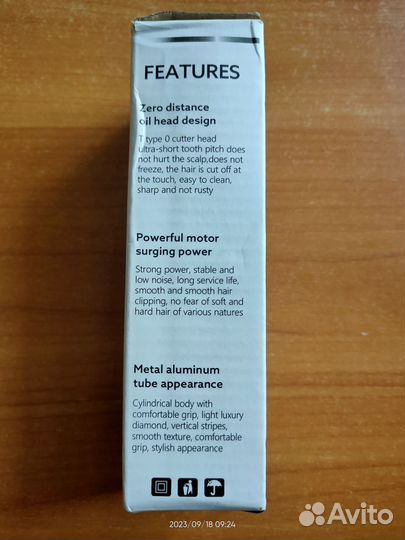 FEATURES
Zero distance
oil head design
T type 0 cutter head
ultra-short tooth pitch does
not hurt the scalp,does not
freeze, the hair is cut off at
the touch, easy to clean,
sharp and not rusty
Powerful motor
surging power
Strong power, stable and
low noise, long service life,
smooth and smooth hair
clipping, no fear of soft and
hard hair of various natures
Metal aluminum
tube appearance
Cylindrical body with
comfortable grip, light luxury
diamond, vertical stripes,
smooth texture, comfortable
grip, stylish appearance
2023/09/18 09:24
Avito